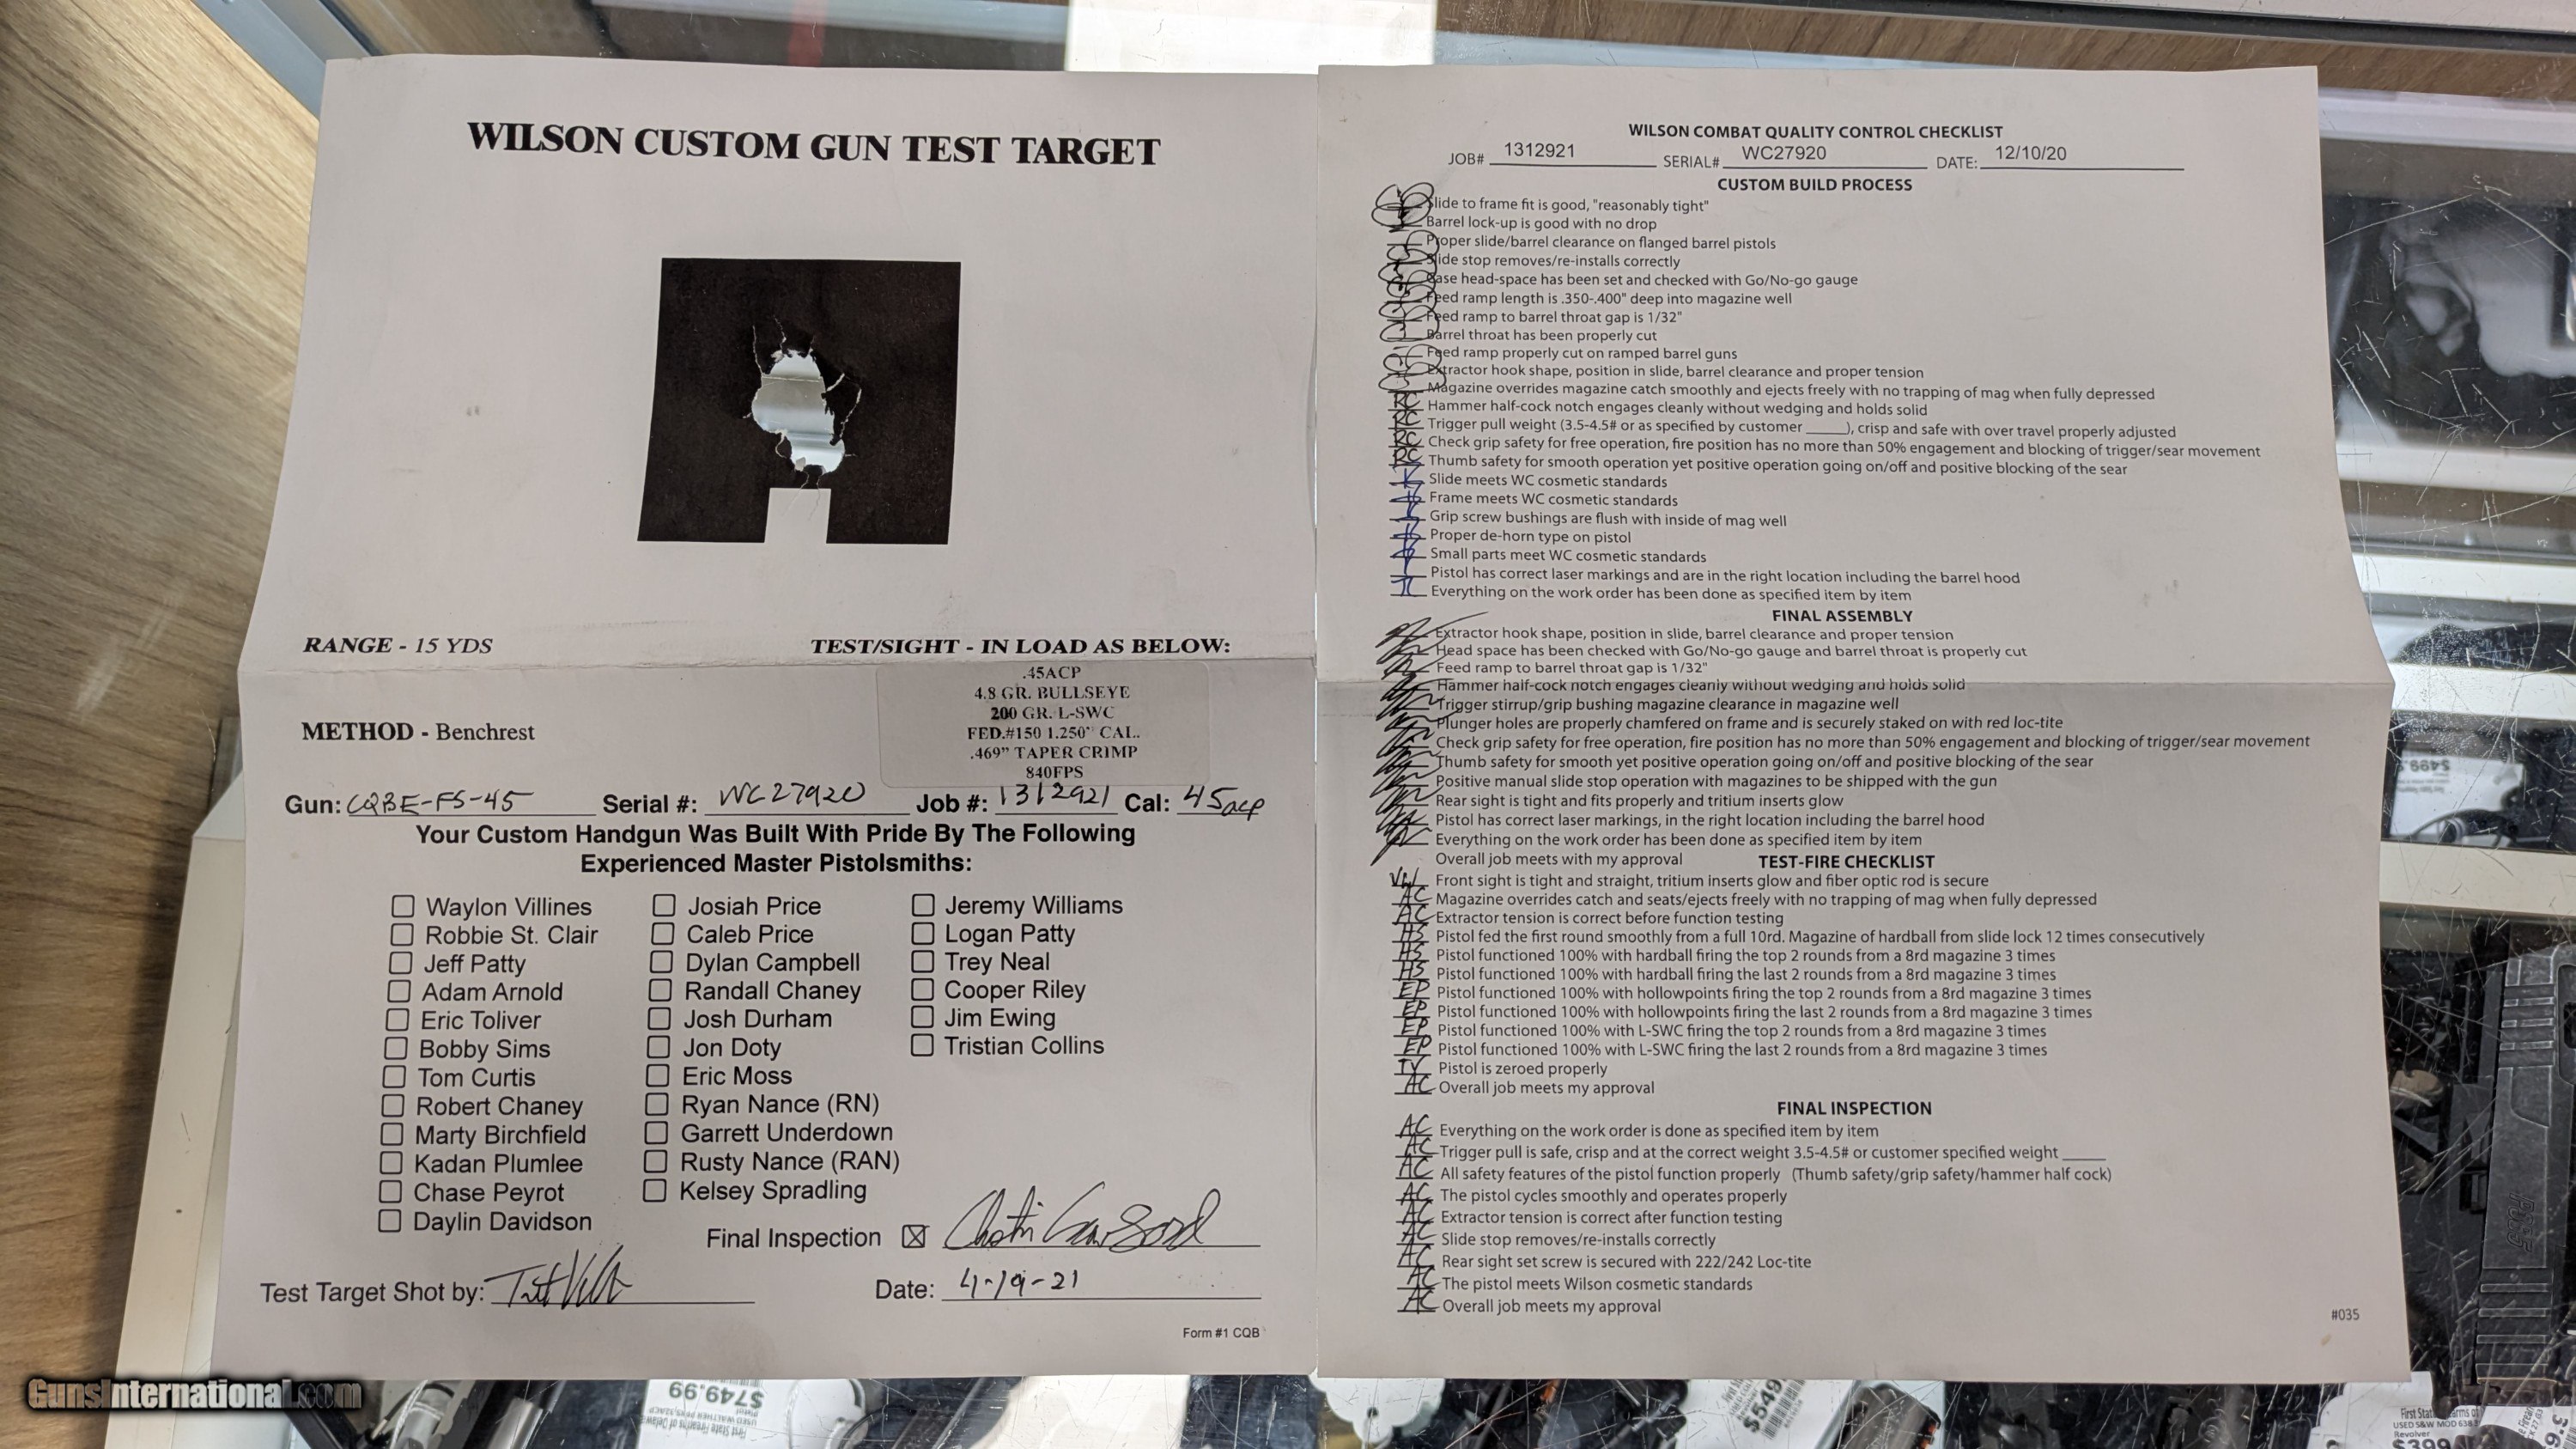 WILSON CUSTOM GUN TEST TARGET
RANGE - 15 YDS
TEST/SIGHT - IN LOAD AS BELOW:
.45ACP
4.8 GR. BULLSEYE
200 GR. L-SWC
FED.#150 1.250" CAL.
.469" TAPER CRIMP
840FPS
METHOD - Benchrest
Gun: CQBE-FS-45 Serial #: WC27920 Job #: 1312921 Cal: 45acp
Your Custom Handgun Was Built With Pride By The Following
Experienced Master Pistolsmiths:
Waylon Villines
Robbie St. Clair
Jeff Patty
Adam Arnold
Eric Toliver
Bobby Sims
Tom Curtis
Robert Chaney
Marty Birchfield
Kadan Plumlee
Chase Peyrot
Daylin Davidson
Josiah Price
Caleb Price
Dylan Campbell
Randall Chaney
Josh Durham
Jon Doty
Eric Moss
Ryan Nance (RN)
Garrett Underdown
Rusty Nance (RAN)
Kelsey Spradling
Jeremy Williams
Logan Patty
Trey Neal
Cooper Riley
Jim Ewing
Tristian Collins
Final Inspection
Test Target Shot by:
Date: 4-19-21
Form #1 CQB
WILSON COMBAT QUALITY CONTROL CHECKLIST
JOB# 1312921 SERIAL# WC27920 DATE: 12/10/20
CUSTOM BUILD PROCESS
Slide to frame fit is good, "reasonably tight"
Barrel lock-up is good with no drop
Proper slide/barrel clearance on flanged barrel pistols
Slide stop removes/re-installs correctly
Case head-space has been set and checked with Go/No-go gauge
Feed ramp length is .350-.400" deep into magazine well
Feed ramp to barrel throat gap is 1/32"
Barrel throat has been properly cut
Feed ramp properly cut on ramped barrel guns
Extractor hook shape, position in slide, barrel clearance and proper tension
Magazine overrides magazine catch smoothly and ejects freely with no trapping of mag when fully depressed
RC Hammer half-cock notch engages cleanly without wedging and holds solid
RC Trigger pull weight (3.5-4.5# or as specified by customer _____), crisp and safe with over travel properly adjusted
RC Check grip safety for free operation, fire position has no more than 50% engagement and blocking of trigger/sear movement
RC Thumb safety for smooth operation yet positive operation going on/off and positive blocking of the sear
Slide meets WC cosmetic standards
Frame meets WC cosmetic standards
Grip screw bushings are flush with inside of mag well
Proper de-horn type on pistol
Small parts meet WC cosmetic standards
Pistol has correct laser markings and are in the right location including the barrel hood
Everything on the work order has been done as specified item by item
FINAL ASSEMBLY
Extractor hook shape, position in slide, barrel clearance and proper tension
Head space has been checked with Go/No-go gauge and barrel throat is properly cut
Feed ramp to barrel throat gap is 1/32"
Hammer half-cock notch engages cleanly without wedging and holds solid
Trigger stirrup/grip bushing magazine clearance in magazine well
Plunger holes are properly chamfered on frame and is securely staked on with red loc-tite
Check grip safety for free operation, fire position has no more than 50% engagement and blocking of trigger/sear movement
Thumb safety for smooth yet positive operation going on/off and positive blocking of the sear
Positive manual slide stop operation with magazines to be shipped with the gun
Rear sight is tight and fits properly and tritium inserts glow
Pistol has correct laser markings, in the right location including the barrel hood
Everything on the work order has been done as specified item by item
Overall job meets with my approval
TEST-FIRE CHECKLIST
VW Front sight is tight and straight, tritium inserts glow and fiber optic rod is secure
AC Magazine overrides catch and seats/ejects freely with no trapping of mag when fully depressed
AC Extractor tension is correct before function testing
HS Pistol fed the first round smoothly from a full 10rd. Magazine of hardball from slide lock 12 times consecutively
HS Pistol functioned 100% with hardball firing the top 2 rounds from a 8rd magazine 3 times
HS Pistol functioned 100% with hardball firing the last 2 rounds from a 8rd magazine 3 times
EP Pistol functioned 100% with hollowpoints firing the top 2 rounds from a 8rd magazine 3 times
EP Pistol functioned 100% with hollowpoints firing the last 2 rounds from a 8rd magazine 3 times
EP Pistol functioned 100% with L-SWC firing the top 2 rounds from a 8rd magazine 3 times
EP Pistol functioned 100% with L-SWC firing the last 2 rounds from a 8rd magazine 3 times
TV Pistol is zeroed properly
AC Overall job meets my approval
FINAL INSPECTION
AC Everything on the work order is done as specified item by item
AC Trigger pull is safe, crisp and at the correct weight 3.5-4.5# or customer specified weight _____
AC All safety features of the pistol function properly (Thumb safety/grip safety/hammer half cock)
AC The pistol cycles smoothly and operates properly
AC Extractor tension is correct after function testing
AC Slide stop removes/re-installs correctly
AC Rear sight set screw is secured with 222/242 Loc-tite
AC The pistol meets Wilson cosmetic standards
AC Overall job meets my approval
#035
GunsInternational.com
$749.99
USED WALTHER
$549
First Stat
USED S&W MOD 638
Revolver